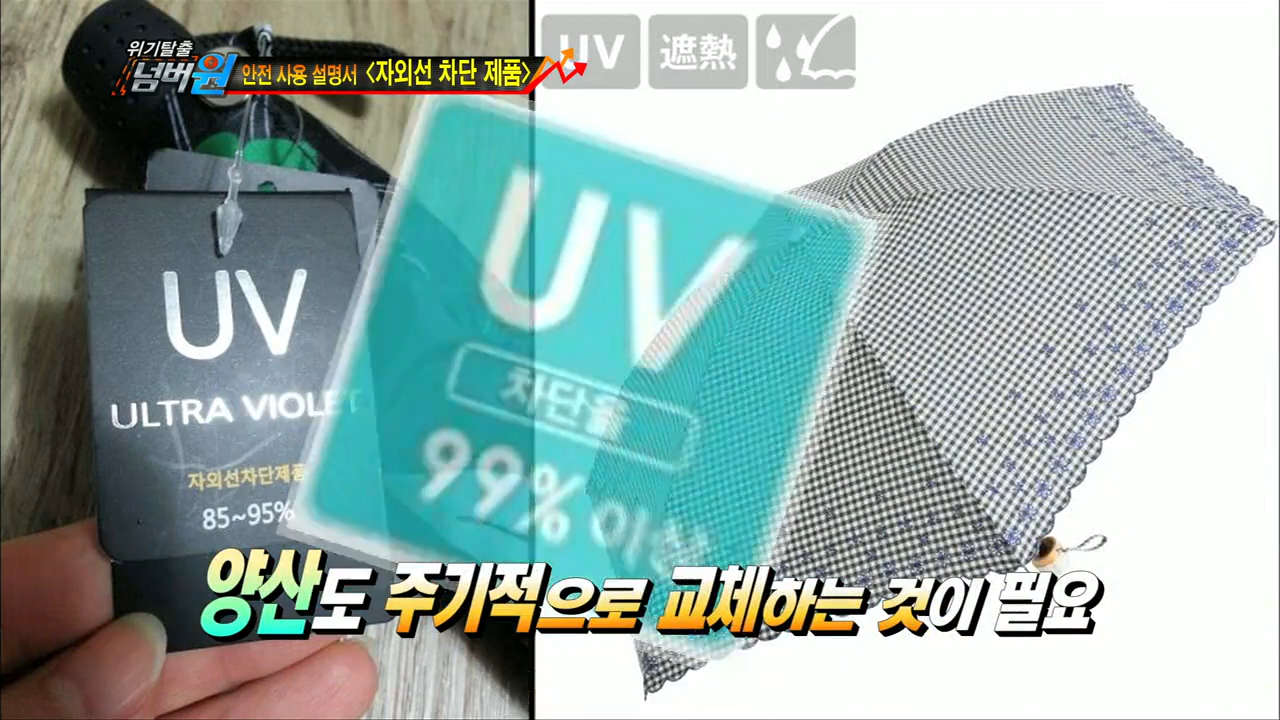 위기탈출
넘버원
안전 사용 설명서 <자외선 차단 제품>
UV
遮熱
UV
ULTRA VIOLET
자외선차단제품
85~95%
UV
차단율
99% 이상
양산도 주기적으로 교체하는 것이 필요